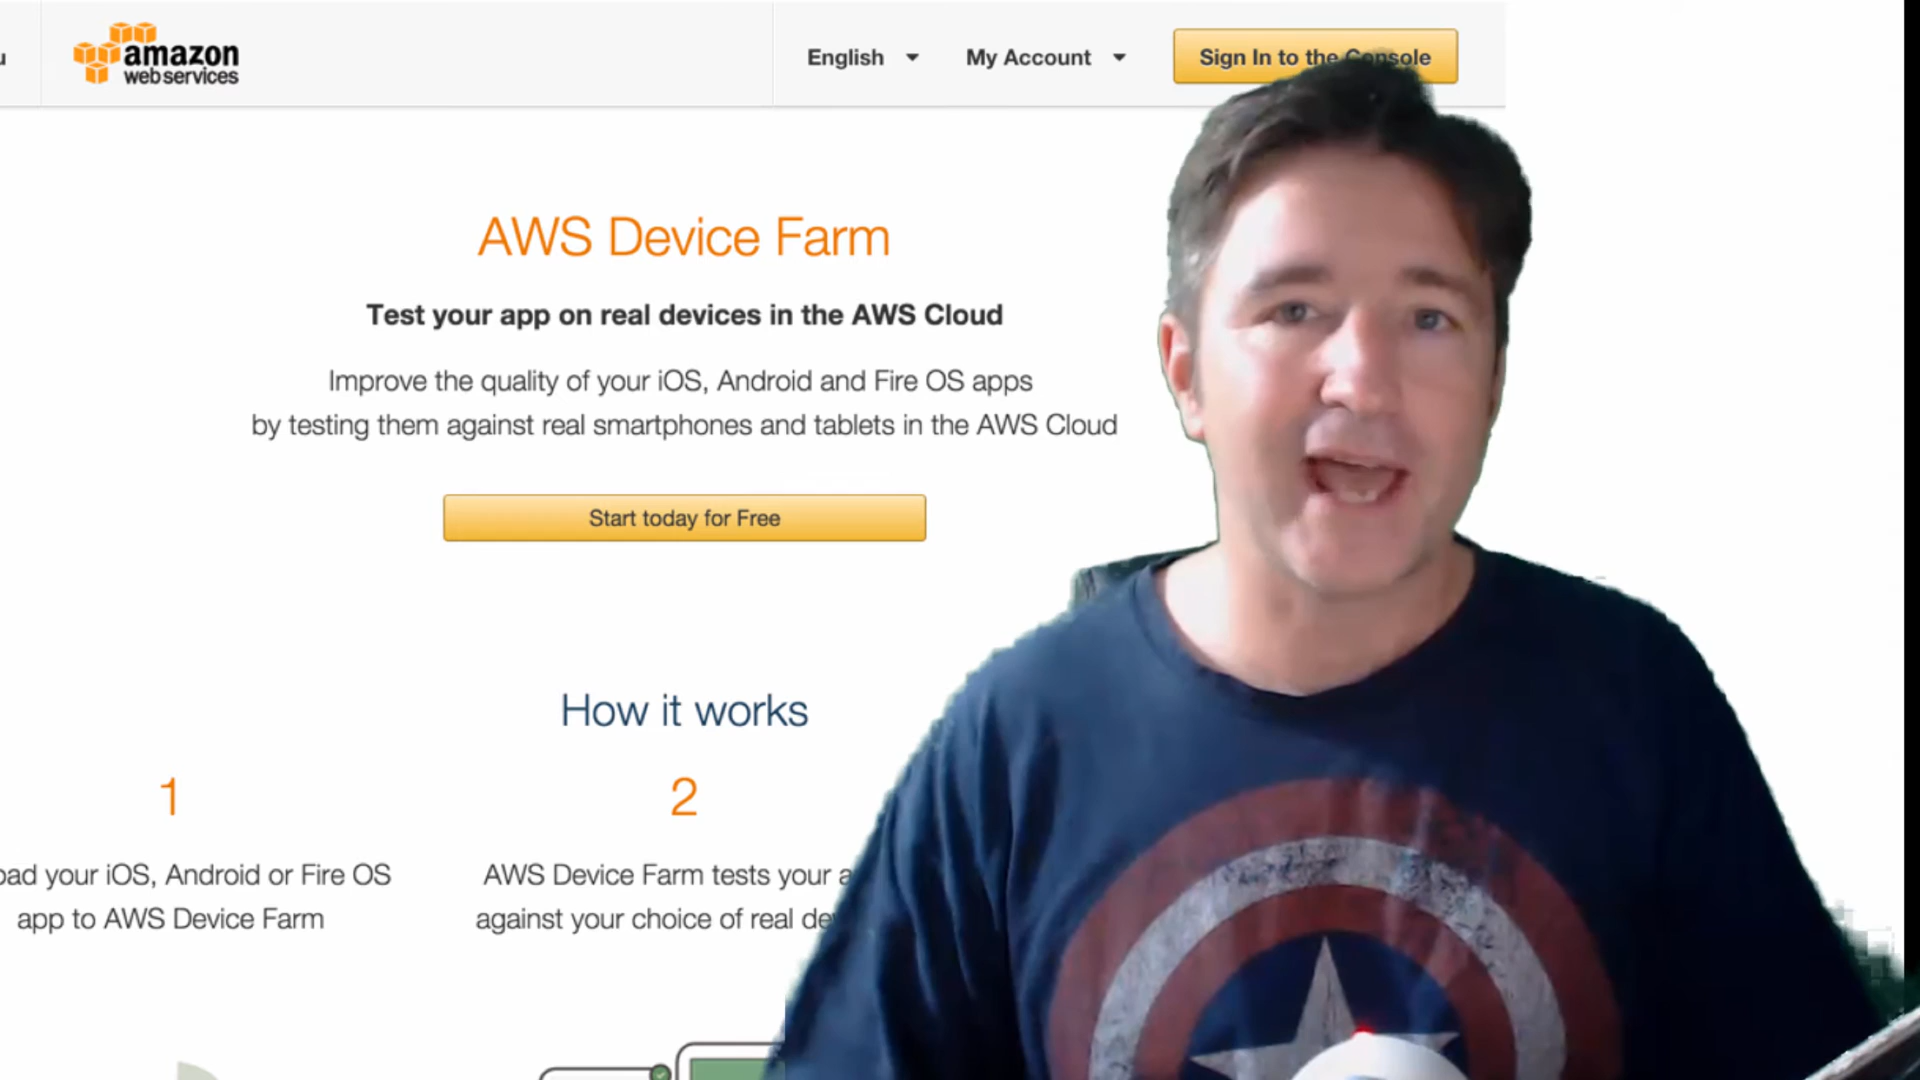 amazon
web services
English
My Account
Sign In to the Console
AWS Device Farm
Test your app on real devices in the AWS Cloud
Improve the quality of your iOS, Android and Fire OS apps
by testing them against real smartphones and tablets in the AWS Cloud
Start today for Free
How it works
1
2
your iOS, Android or Fire OS
app to AWS Device Farm
AWS Device Farm tests your
against your choice of real